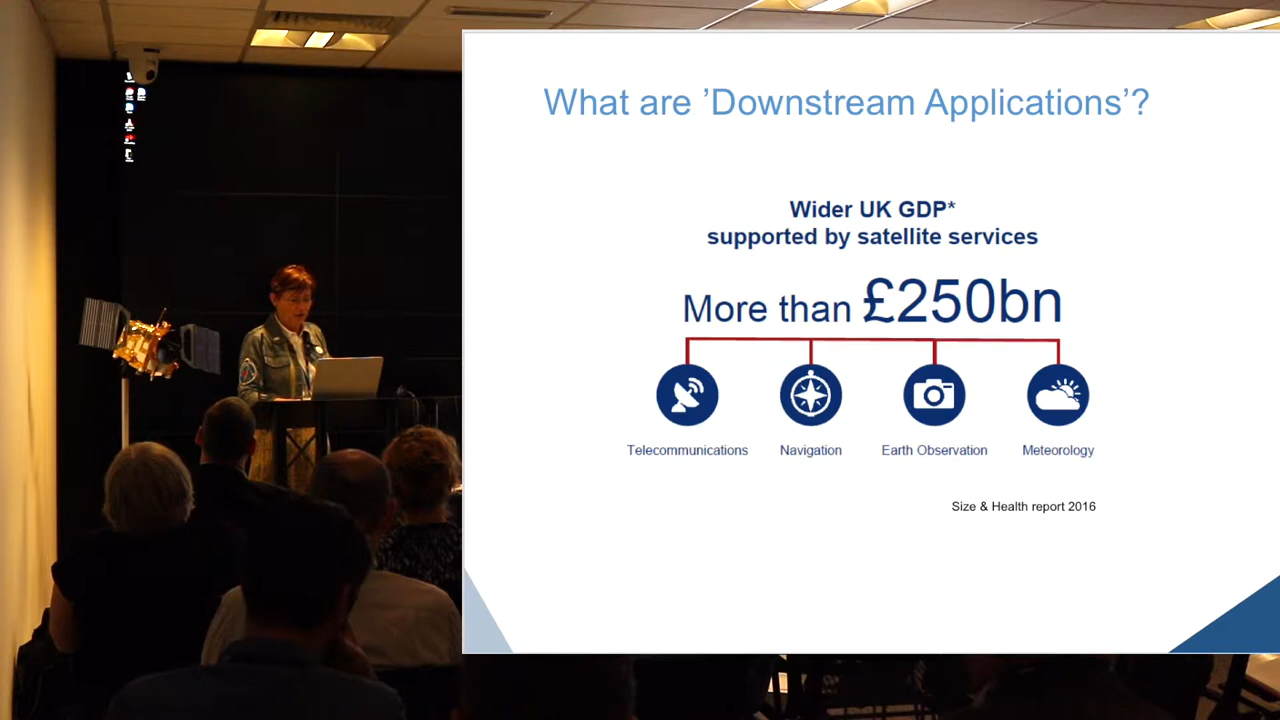 What are ’Downstream Applications’?
Wider UK GDP*
supported by satellite services
More than £250bn
Telecommunications
Navigation
Earth Observation
Meteorology
Size & Health report 2016